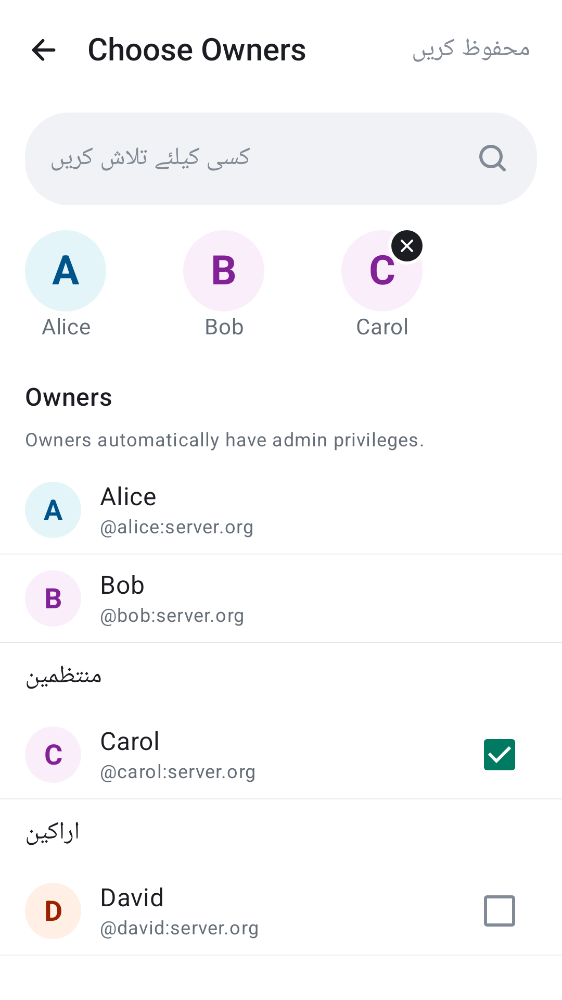 Choose Owners
محفوظ کریں
کسی کیلئے تلاش کریں
A
B
C
Alice
Bob
Carol
Owners
Owners automatically have admin privileges.
A
Alice
@alice:server.org
B
Bob
@bob:server.org
منتظمین
C
Carol
@carol:server.org
اراکین
D
David
@david:server.org